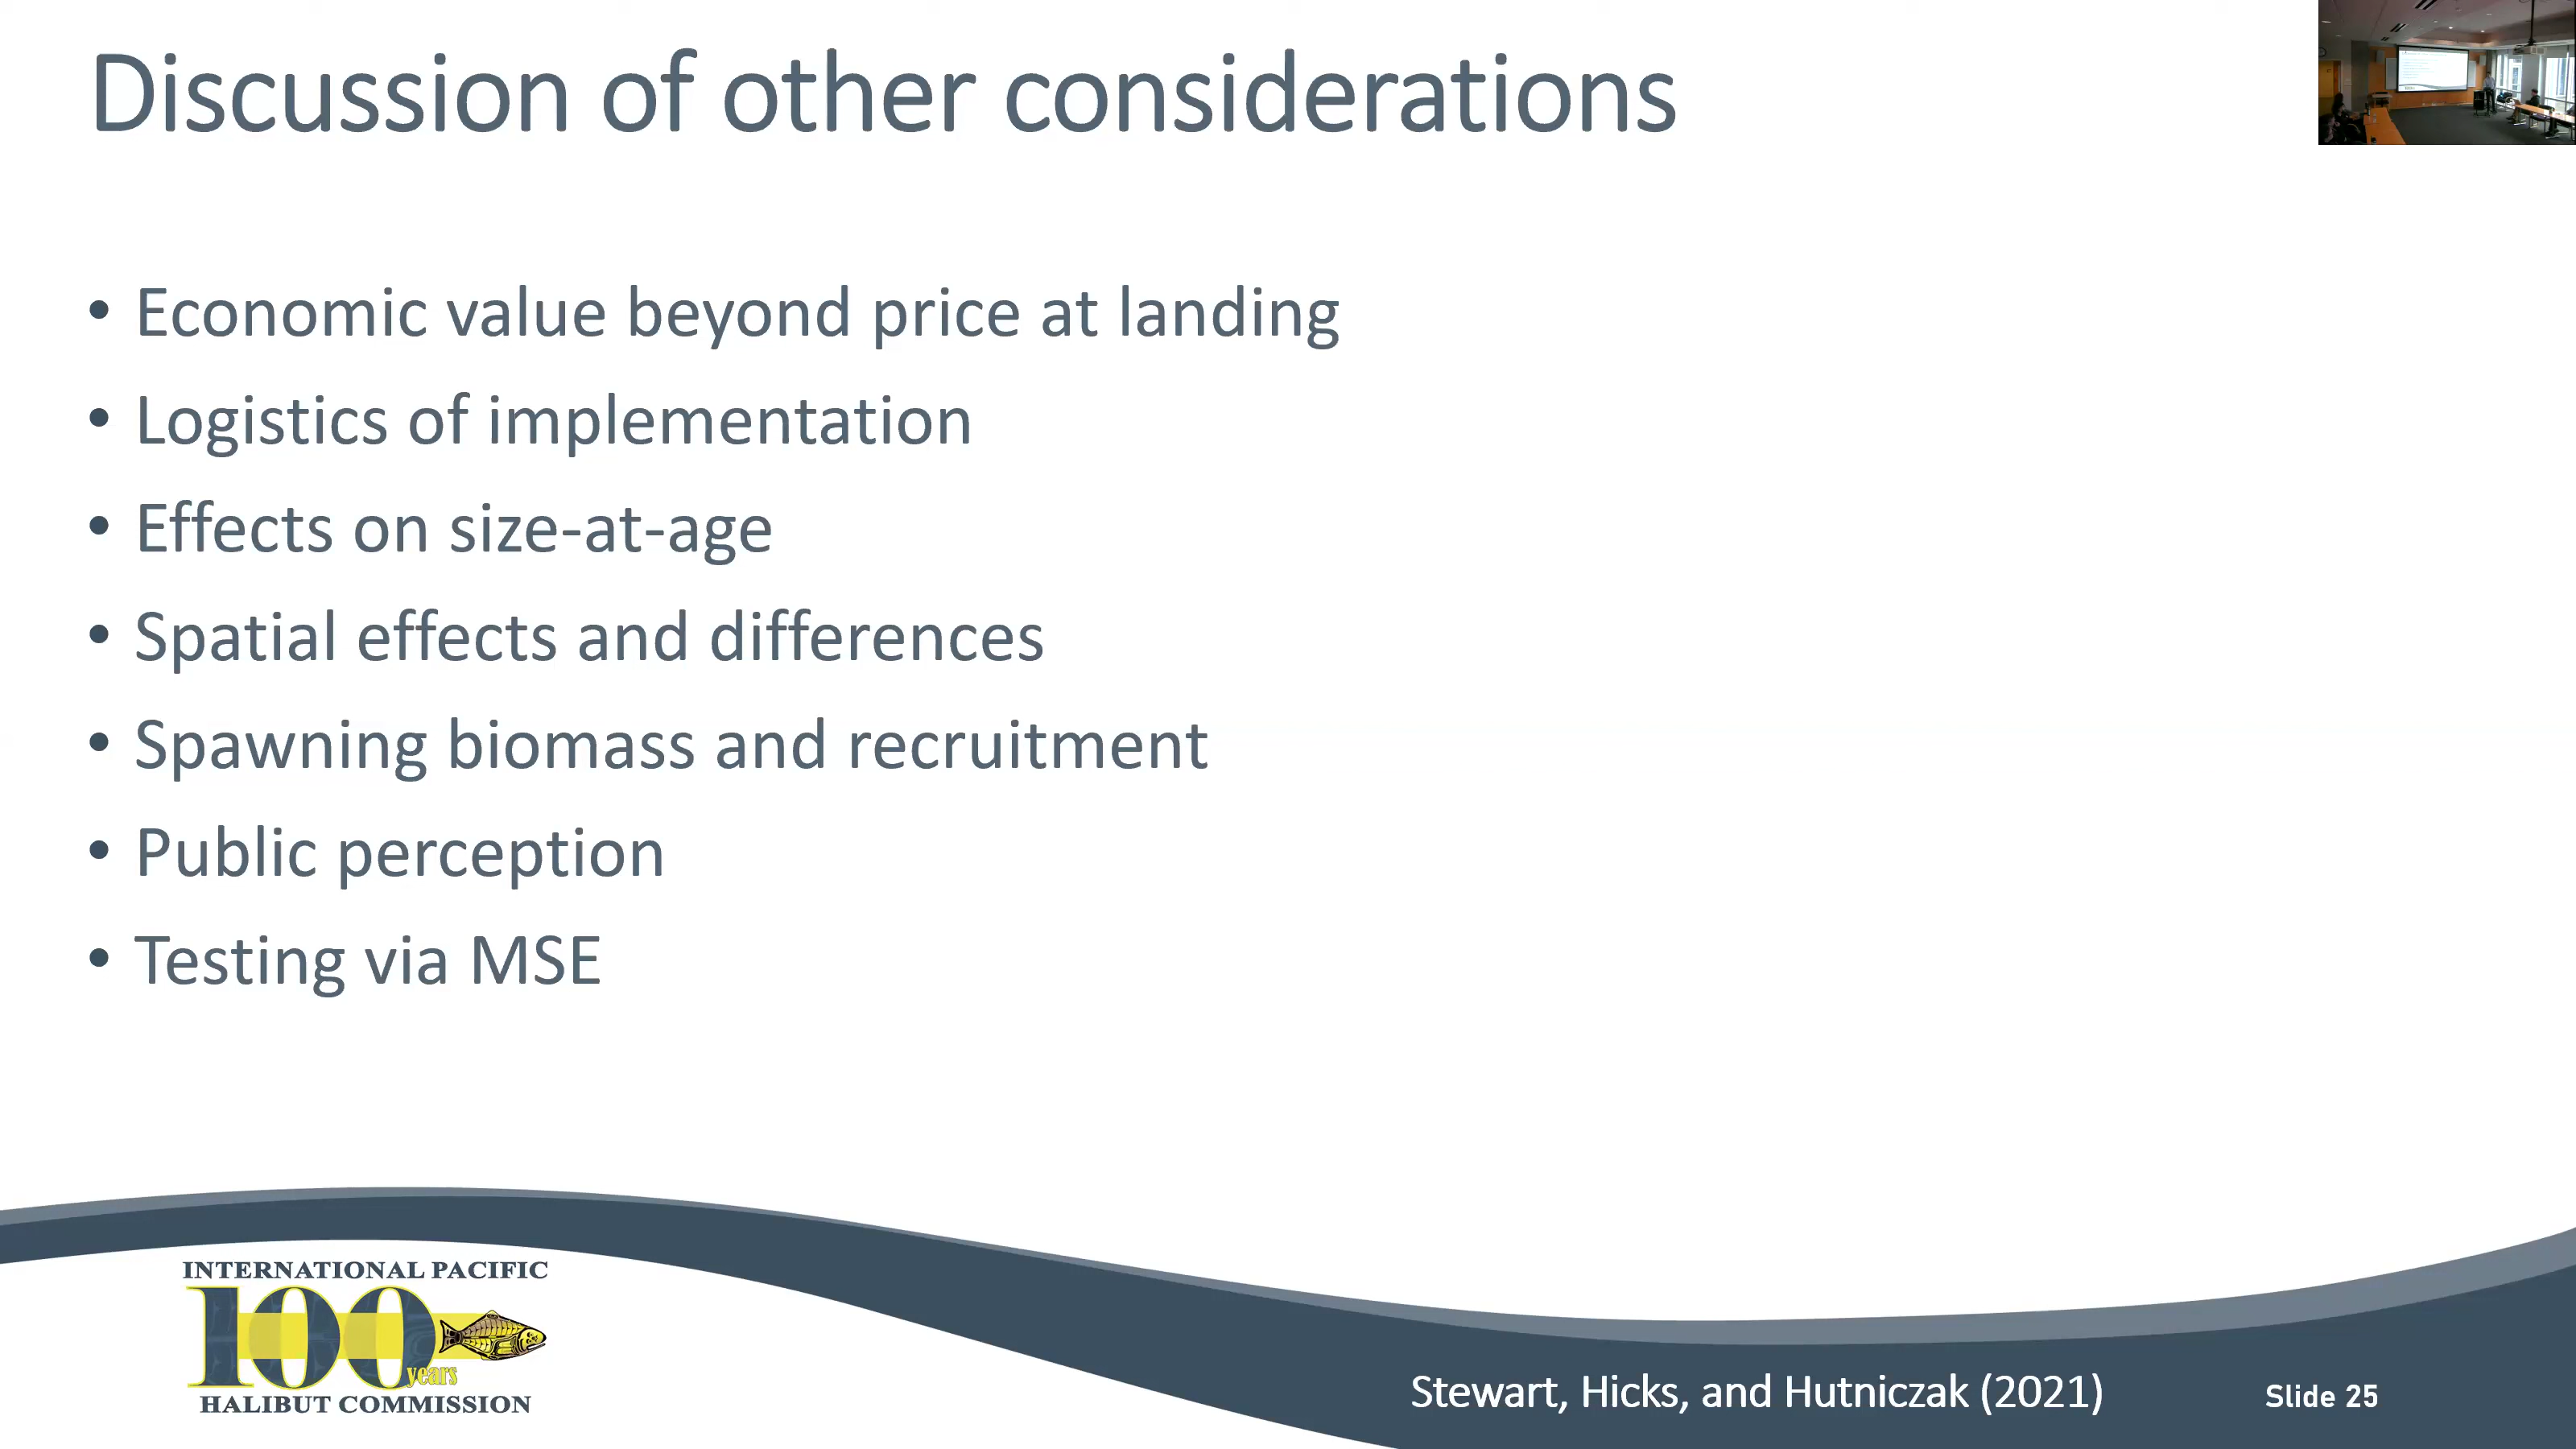 Discussion of other considerations
• Economic value beyond price at landing
• Logistics of implementation
• Effects on size-at-age
• Spatial effects and differences
• Spawning biomass and recruitment
• Public perception
• Testing via MSE
INTERNATIONAL PACIFIC
100
years
HALIBUT COMMISSION
Stewart, Hicks, and Hutniczak (2021)
Slide 25